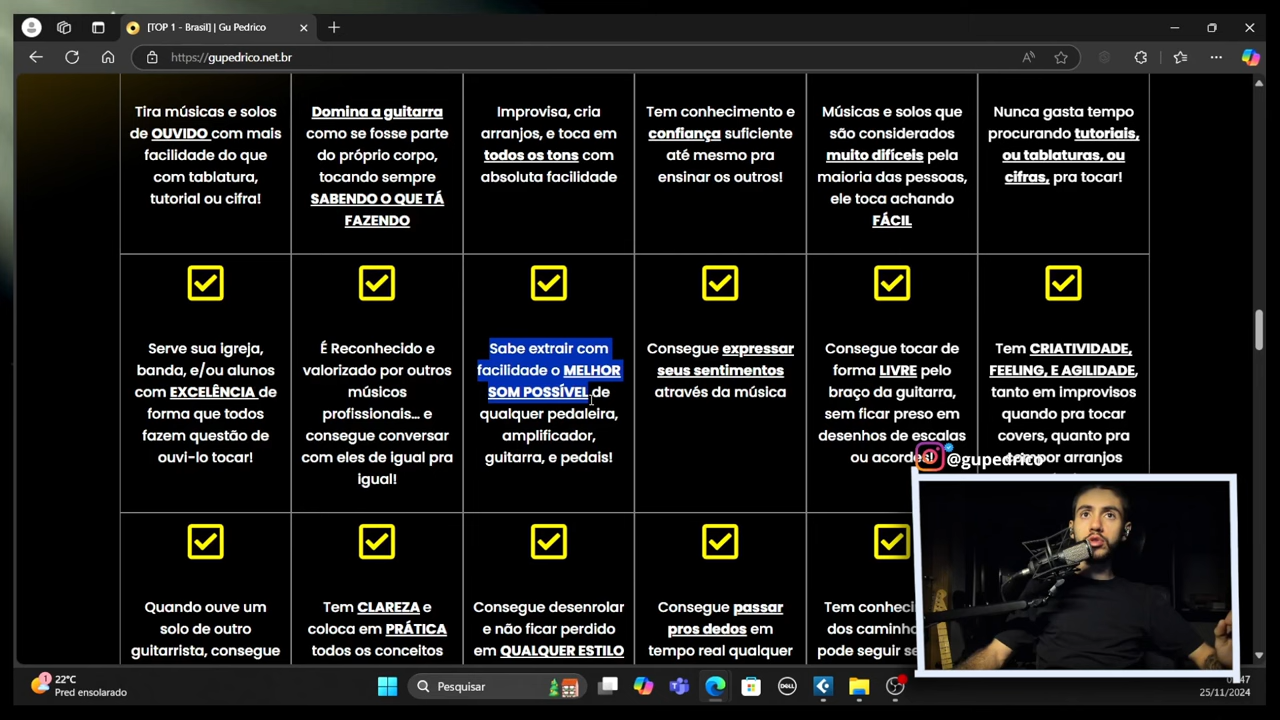 [TOP 1 - Brasil] | Gu Pedrico
https://gupedrico.net.br
Tira músicas e solos
de OUVIDO com mais
facilidade do que
com tablatura,
tutorial ou cifra!
Domina a guitarra
como se fosse parte
do próprio corpo,
tocando sempre
SABENDO O QUE TÁ
FAZENDO
Improvisa, cria
arranjos, e toca em
todos os tons com
absoluta facilidade
Tem conhecimento e
confiança suficiente
até mesmo pra
ensinar os outros!
Músicas e solos que
são considerados
muito difíceis pela
maioria das pessoas,
ele toca achando
FÁCIL
Nunca gasta tempo
procurando tutoriais,
ou tablaturas, ou
cifras, pra tocar!
Serve sua igreja,
banda, e/ou alunos
com EXCELÊNCIA de
forma que todos
fazem questão de
ouvi-lo tocar!
É Reconhecido e
valorizado por outros
músicos
profissionais... e
consegue conversar
com eles de igual pra
igual!
Sabe extrair com
facilidade o MELHOR
SOM POSSÍVEL de
qualquer pedaleira,
amplificador,
guitarra, e pedais!
Consegue expressar
seus sentimentos
através da música
Consegue tocar de
forma LIVRE pelo
braço da guitarra,
sem ficar preso em
desenhos de escalas
ou acordes!
Tem CRIATIVIDADE,
FEELING, E AGILIDADE,
tanto em improvisos
quando pra tocar
covers, quanto pra
compor arranjos
@gupedrico
Quando ouve um
solo de outro
guitarrista, consegue
Tem CLAREZA e
coloca em PRÁTICA
todos os conceitos
Consegue desenrolar
e não ficar perdido
em QUALQUER ESTILO
Consegue passar
pros dedos em
tempo real qualquer
Tem conheci
dos caminh
pode seguir se
1
22°C
Pred ensolarado
Pesquisar
DELL
47
25/11/2024